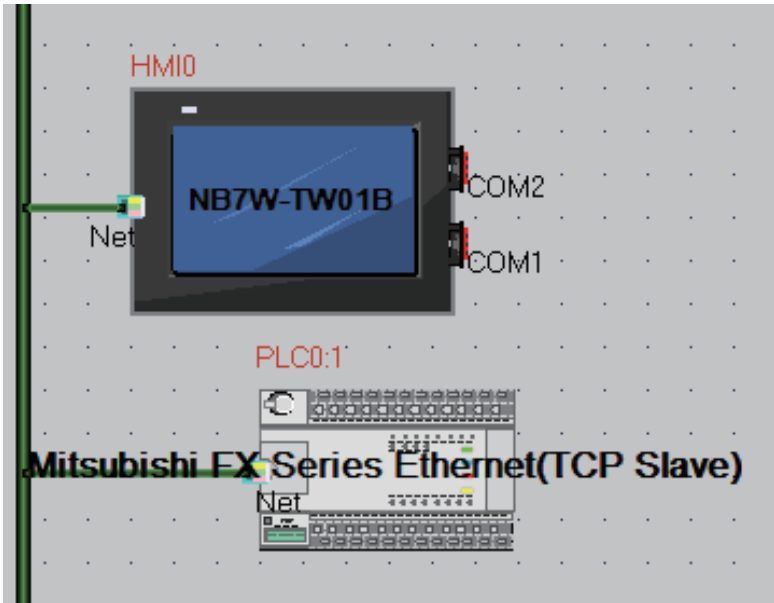 HMI0
NB7W-TW01B
COM2
Net
COM1
PLC0:1
Mitsubishi FX Series Ethernet(TCP Slave)
Net